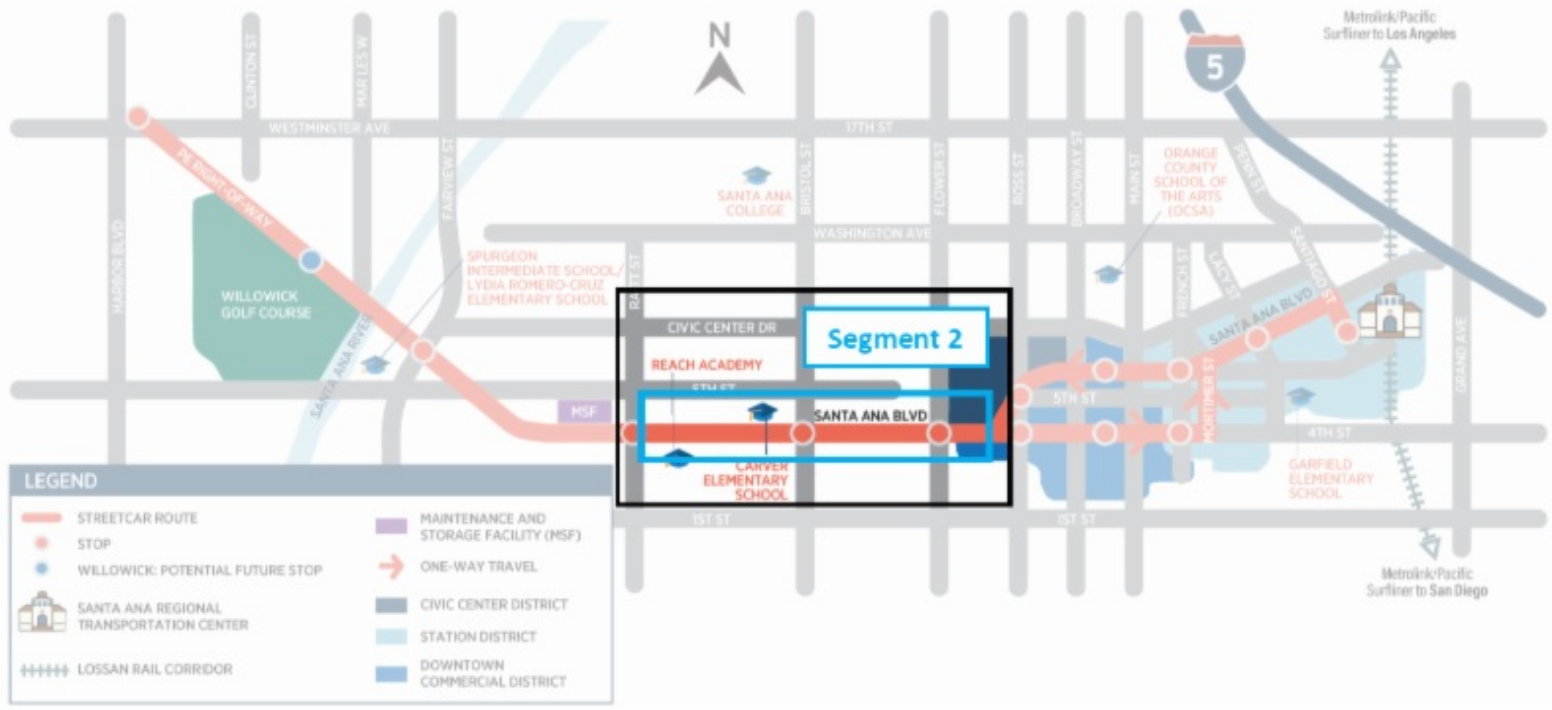 Metrolink/Pacific
Surfliner to Los Angeles
N
5
CLINTON ST
FAIRVIEW ST
WESTMINSTER AVE
17TH ST
PE RIGHT-OF-WAY
HARBOR BLVD
SANTA ANA
COLLEGE
BRISTOL ST
FLOWER ST
ROSS ST
BROADWAY ST
MAIN ST
ORANGE
COUNTY
SCHOOL OF
THE ARTS
(OCSA)
PENN ST
WASHINGTON AVE
SPURGEON
INTERMEDIATE SCHOOL/
LYDIA ROMERO-CRUZ
ELEMENTARY SCHOOL
FRENCH ST
LACY ST
SANTIAGO ST
WILLOWICK
GOLF COURSE
SANTA ANA RIVER
CIVIC CENTER DR
Segment 2
SANTA ANA BLVD
GRAND AVE
REACH ACADEMY
5TH ST
MSF
SANTA ANA BLVD
5TH ST
MORTIMER ST
4TH ST
CARVER
ELEMENTARY
SCHOOL
GARFIELD
ELEMENTARY
SCHOOL
1ST ST
1ST ST
Metrolink/Pacific
Surfliner to San Diego
LEGEND
STREETCAR ROUTE
STOP
WILLOWICK: POTENTIAL FUTURE STOP
SANTA ANA REGIONAL
TRANSPORTATION CENTER
LOSSAN RAIL CORRIDOR
MAINTENANCE AND
STORAGE FACILITY (MSF)
ONE-WAY TRAVEL
CIVIC CENTER DISTRICT
STATION DISTRICT
DOWNTOWN
COMMERCIAL DISTRICT